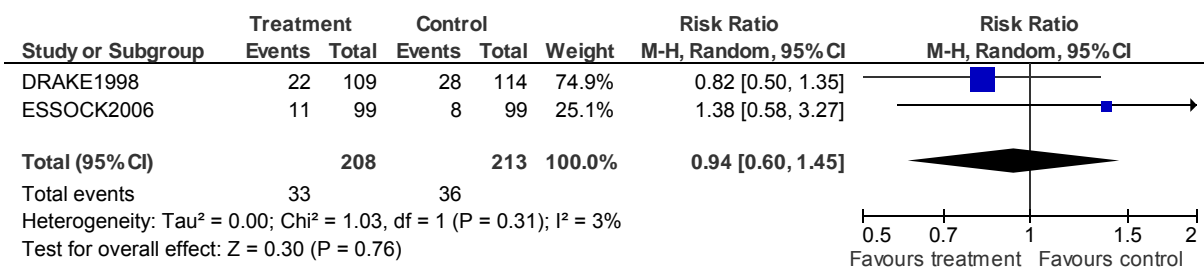 Treatment Control Risk Ratio Risk Ratio
Study or Subgroup Events Total Events Total Weight M-H, Random, 95% CI M-H, Random, 95% CI
DRAKE1998 22 109 28 114 74.9% 0.82 [0.50, 1.35]
ESSOCK2006 11 99 8 99 25.1% 1.38 [0.58, 3.27]
Total (95% CI) 208 213 100.0% 0.94 [0.60, 1.45]
Total events 33 36
Heterogeneity: Tau² = 0.00; Chi² = 1.03, df = 1 (P = 0.31); I² = 3%
Test for overall effect: Z = 0.30 (P = 0.76)
0.5 0.7 1 1.5 2
Favours treatment Favours control